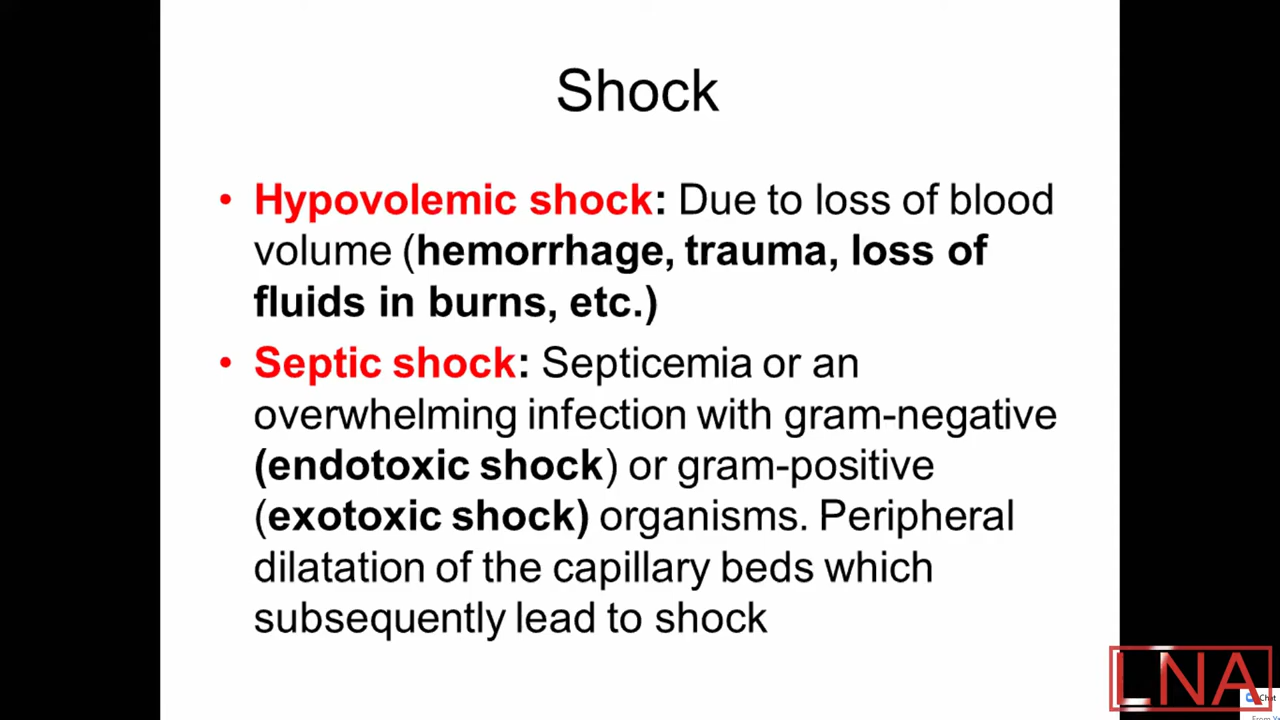 Shock
• Hypovolemic shock: Due to loss of blood
volume (hemorrhage, trauma, loss of
fluids in burns, etc.)
• Septic shock: Septicemia or an
overwhelming infection with gram-negative
(endotoxic shock) or gram-positive
(exotoxic shock) organisms. Peripheral
dilatation of the capillary beds which
subsequently lead to shock
LNA
Chat
From